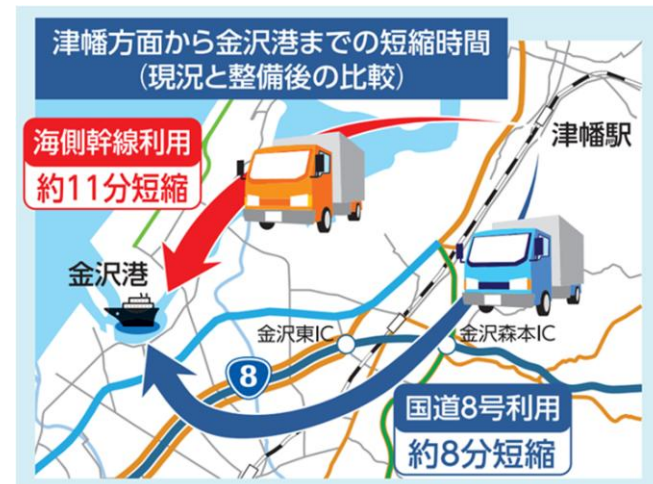 津幡方面から金沢港までの短縮時間
(現況と整備後の比較)
海側幹線利用
約11分短縮
津幡駅
金沢港
金沢東IC
金沢森本IC
8
国道8号利用
約8分短縮